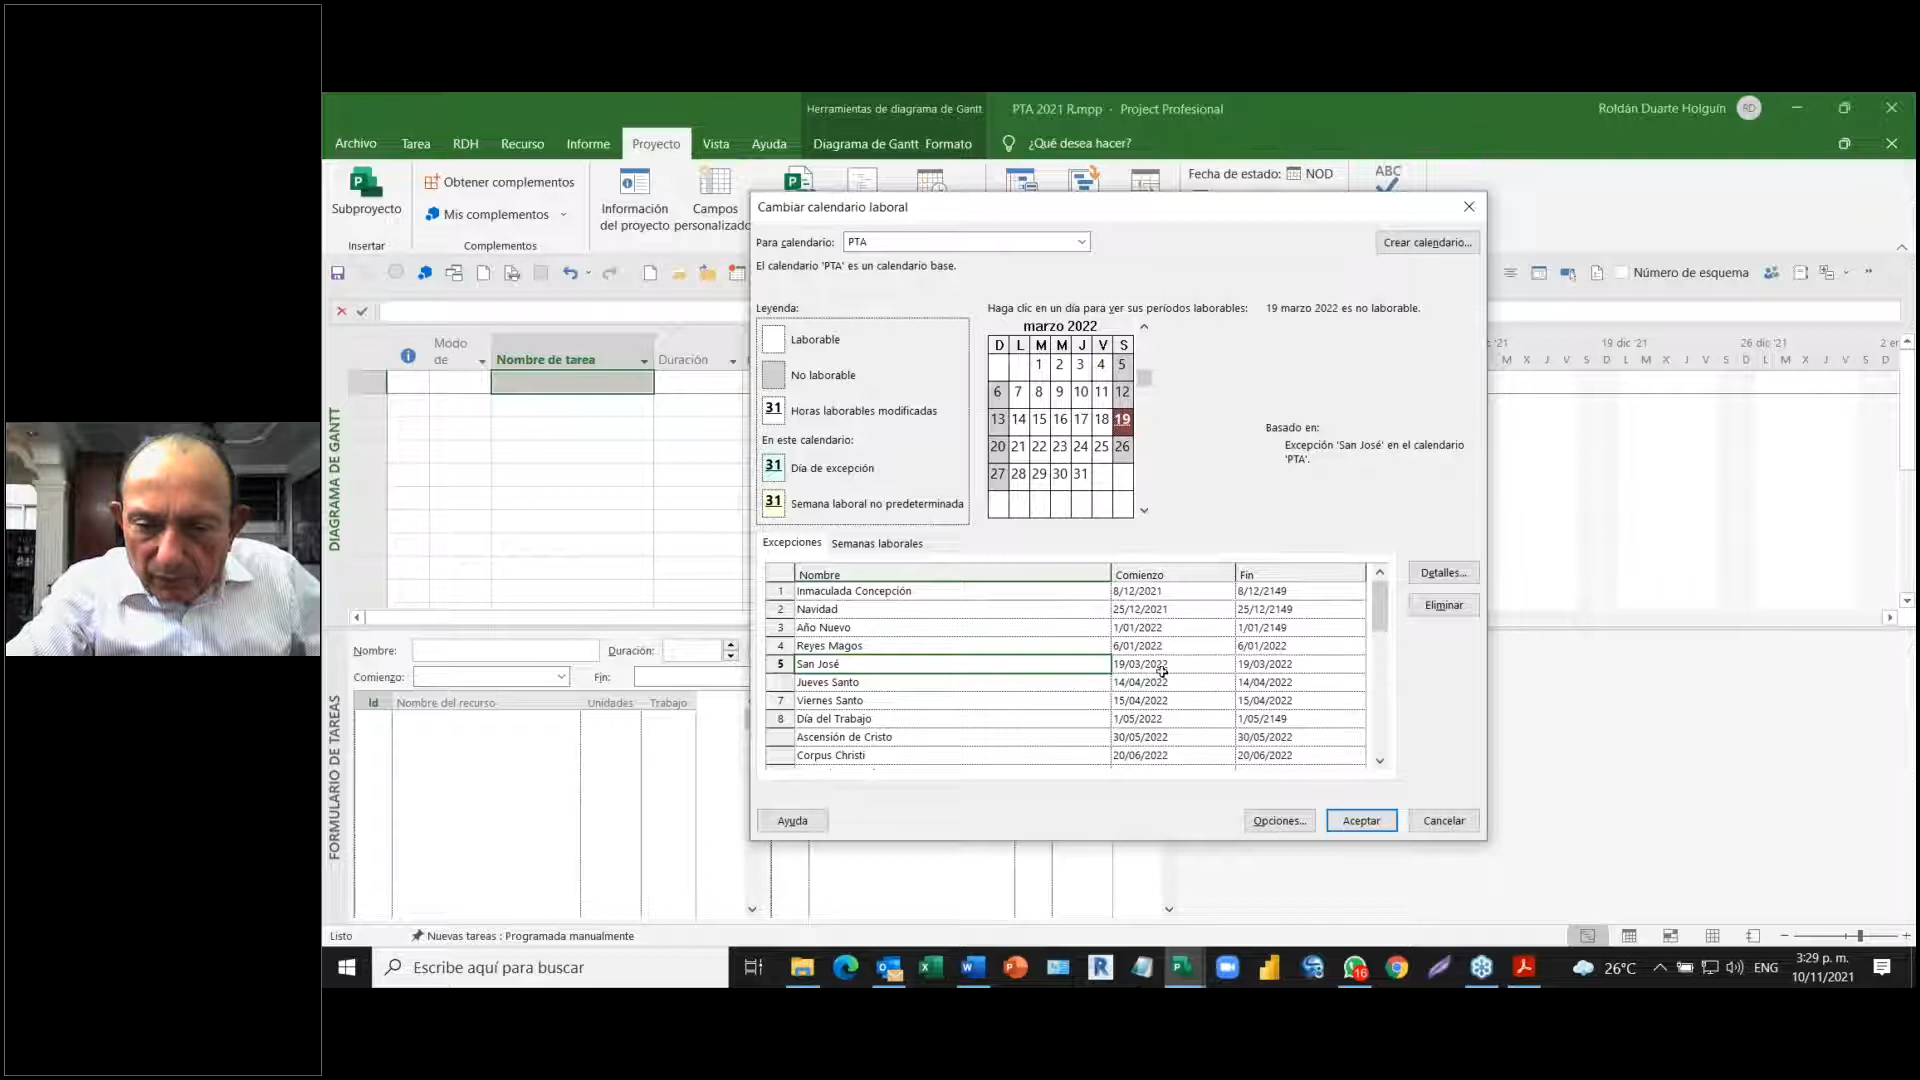 Herramientas de diagrama de Gantt
PTA 2021 R.mpp - Project Profesional
Roldán Duarte Holguín
RD
Archivo
Tarea
RDH
Recurso
Informe
Proyecto
Vista
Ayuda
Diagrama de Gantt Formato
¿Qué desea hacer?
Subproyecto
Insertar
Obtener complementos
Mis complementos
Complementos
Información
del proyecto
Campos
personalizado
Fecha de estado: NOD
ABC
Número de esquema
Modo
de
Nombre de tarea
Duración
'21
19 dic '21
26 dic '21
M X J V S D L M X J V S D
DIAGRAMA DE GANTT
Cambiar calendario laboral
Para calendario: PTA
Crear calendario...
El calendario 'PTA' es un calendario base.
Leyenda:
Laborable
No laborable
31 Horas laborables modificadas
En este calendario:
31 Día de excepción
31 Semana laboral no predeterminada
Haga clic en un día para ver sus períodos laborables:
19 marzo 2022 es no laborable.
marzo 2022
D L M M J V S
1 2 3 4 5
6 7 8 9 10 11 12
13 14 15 16 17 18 19
20 21 22 23 24 25 26
27 28 29 30 31
Basado en:
Excepción 'San José' en el calendario
'PTA'.
Excepciones
Semanas laborales
Nombre Comienzo Fin
1 Inmaculada Concepción 8/12/2021 8/12/2149
2 Navidad 25/12/2021 25/12/2149
3 Año Nuevo 1/01/2022 1/01/2149
4 Reyes Magos 6/01/2022 6/01/2022
5 San José 19/03/2022 19/03/2022
Jueves Santo 14/04/2022 14/04/2022
7 Viernes Santo 15/04/2022 15/04/2022
8 Día del Trabajo 1/05/2022 1/05/2149
Ascensión de Cristo 30/05/2022 30/05/2022
Corpus Christi 20/06/2022 20/06/2022
Detalles...
Eliminar
Ayuda
Opciones...
Aceptar
Cancelar
Nombre:
Duración:
Comienzo:
Fin:
Id
Nombre del recurso
Unidades
Trabajo
FORMULARIO DE TAREAS
Listo
Nuevas tareas : Programada manualmente
Escribe aquí para buscar
16
26°C
ENG
3:29 p. m.
10/11/2021